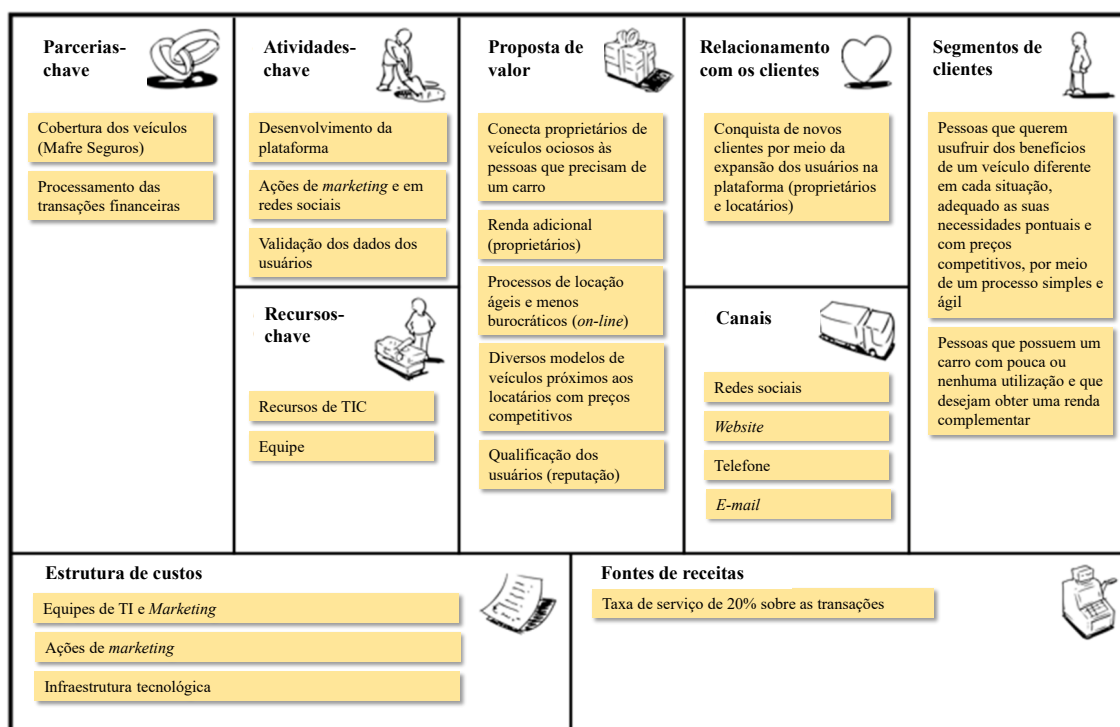 Parcerias-
chave
Cobertura dos veículos
(Mafre Seguros)
Processamento das
transações financeiras
Atividades-
chave
Desenvolvimento da
plataforma
Ações de marketing e em
redes sociais
Validação dos dados dos
usuários
Recursos-
chave
Recursos de TIC
Equipe
Proposta de
valor
Conecta proprietários de
veículos ociosos às
pessoas que precisam de
um carro
Renda adicional
(proprietários)
Processos de locação
ágeis e menos
burocráticos (on-line)
Diversos modelos de
veículos próximos aos
locatários com preços
competitivos
Qualificação dos
usuários (reputação)
Relacionamento
com os clientes
Conquista de novos
clientes por meio da
expansão dos usuários na
plataforma (proprietários
e locatários)
Canais
Redes sociais
Website
Telefone
E-mail
Segmentos de
clientes
Pessoas que querem
usufruir dos benefícios
de um veículo diferente
em cada situação,
adequado as suas
necessidades pontuais e
com preços
competitivos, por meio
de um processo simples e
ágil
Pessoas que possuem um
carro com pouca ou
nenhuma utilização e que
desejam obter uma renda
complementar
Estrutura de custos
Equipes de TI e Marketing
Ações de marketing
Infraestrutura tecnológica
Fontes de receitas
Taxa de serviço de 20% sobre as transações